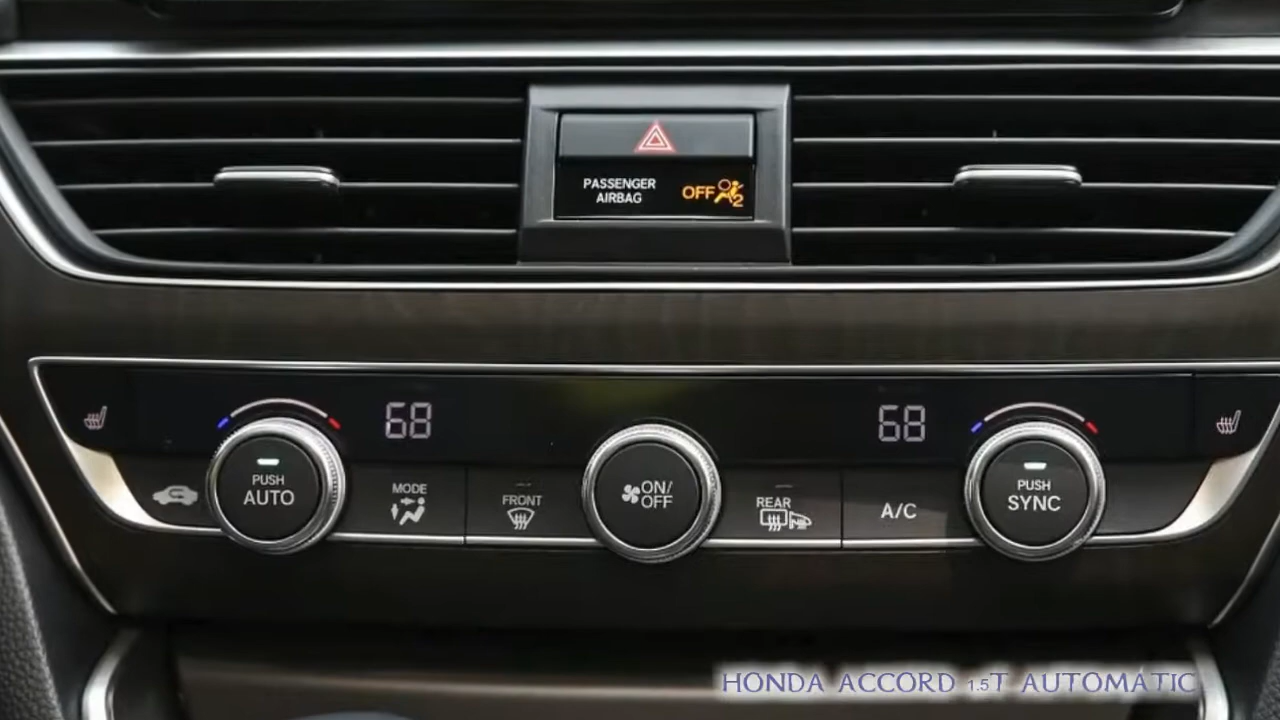 PASSENGER
AIRBAG
OFF 2
68
68
PUSH
AUTO
MODE
FRONT
ON/
OFF
REAR
A/C
PUSH
SYNC
HONDA ACCORD 1.5T AUTOMATIC